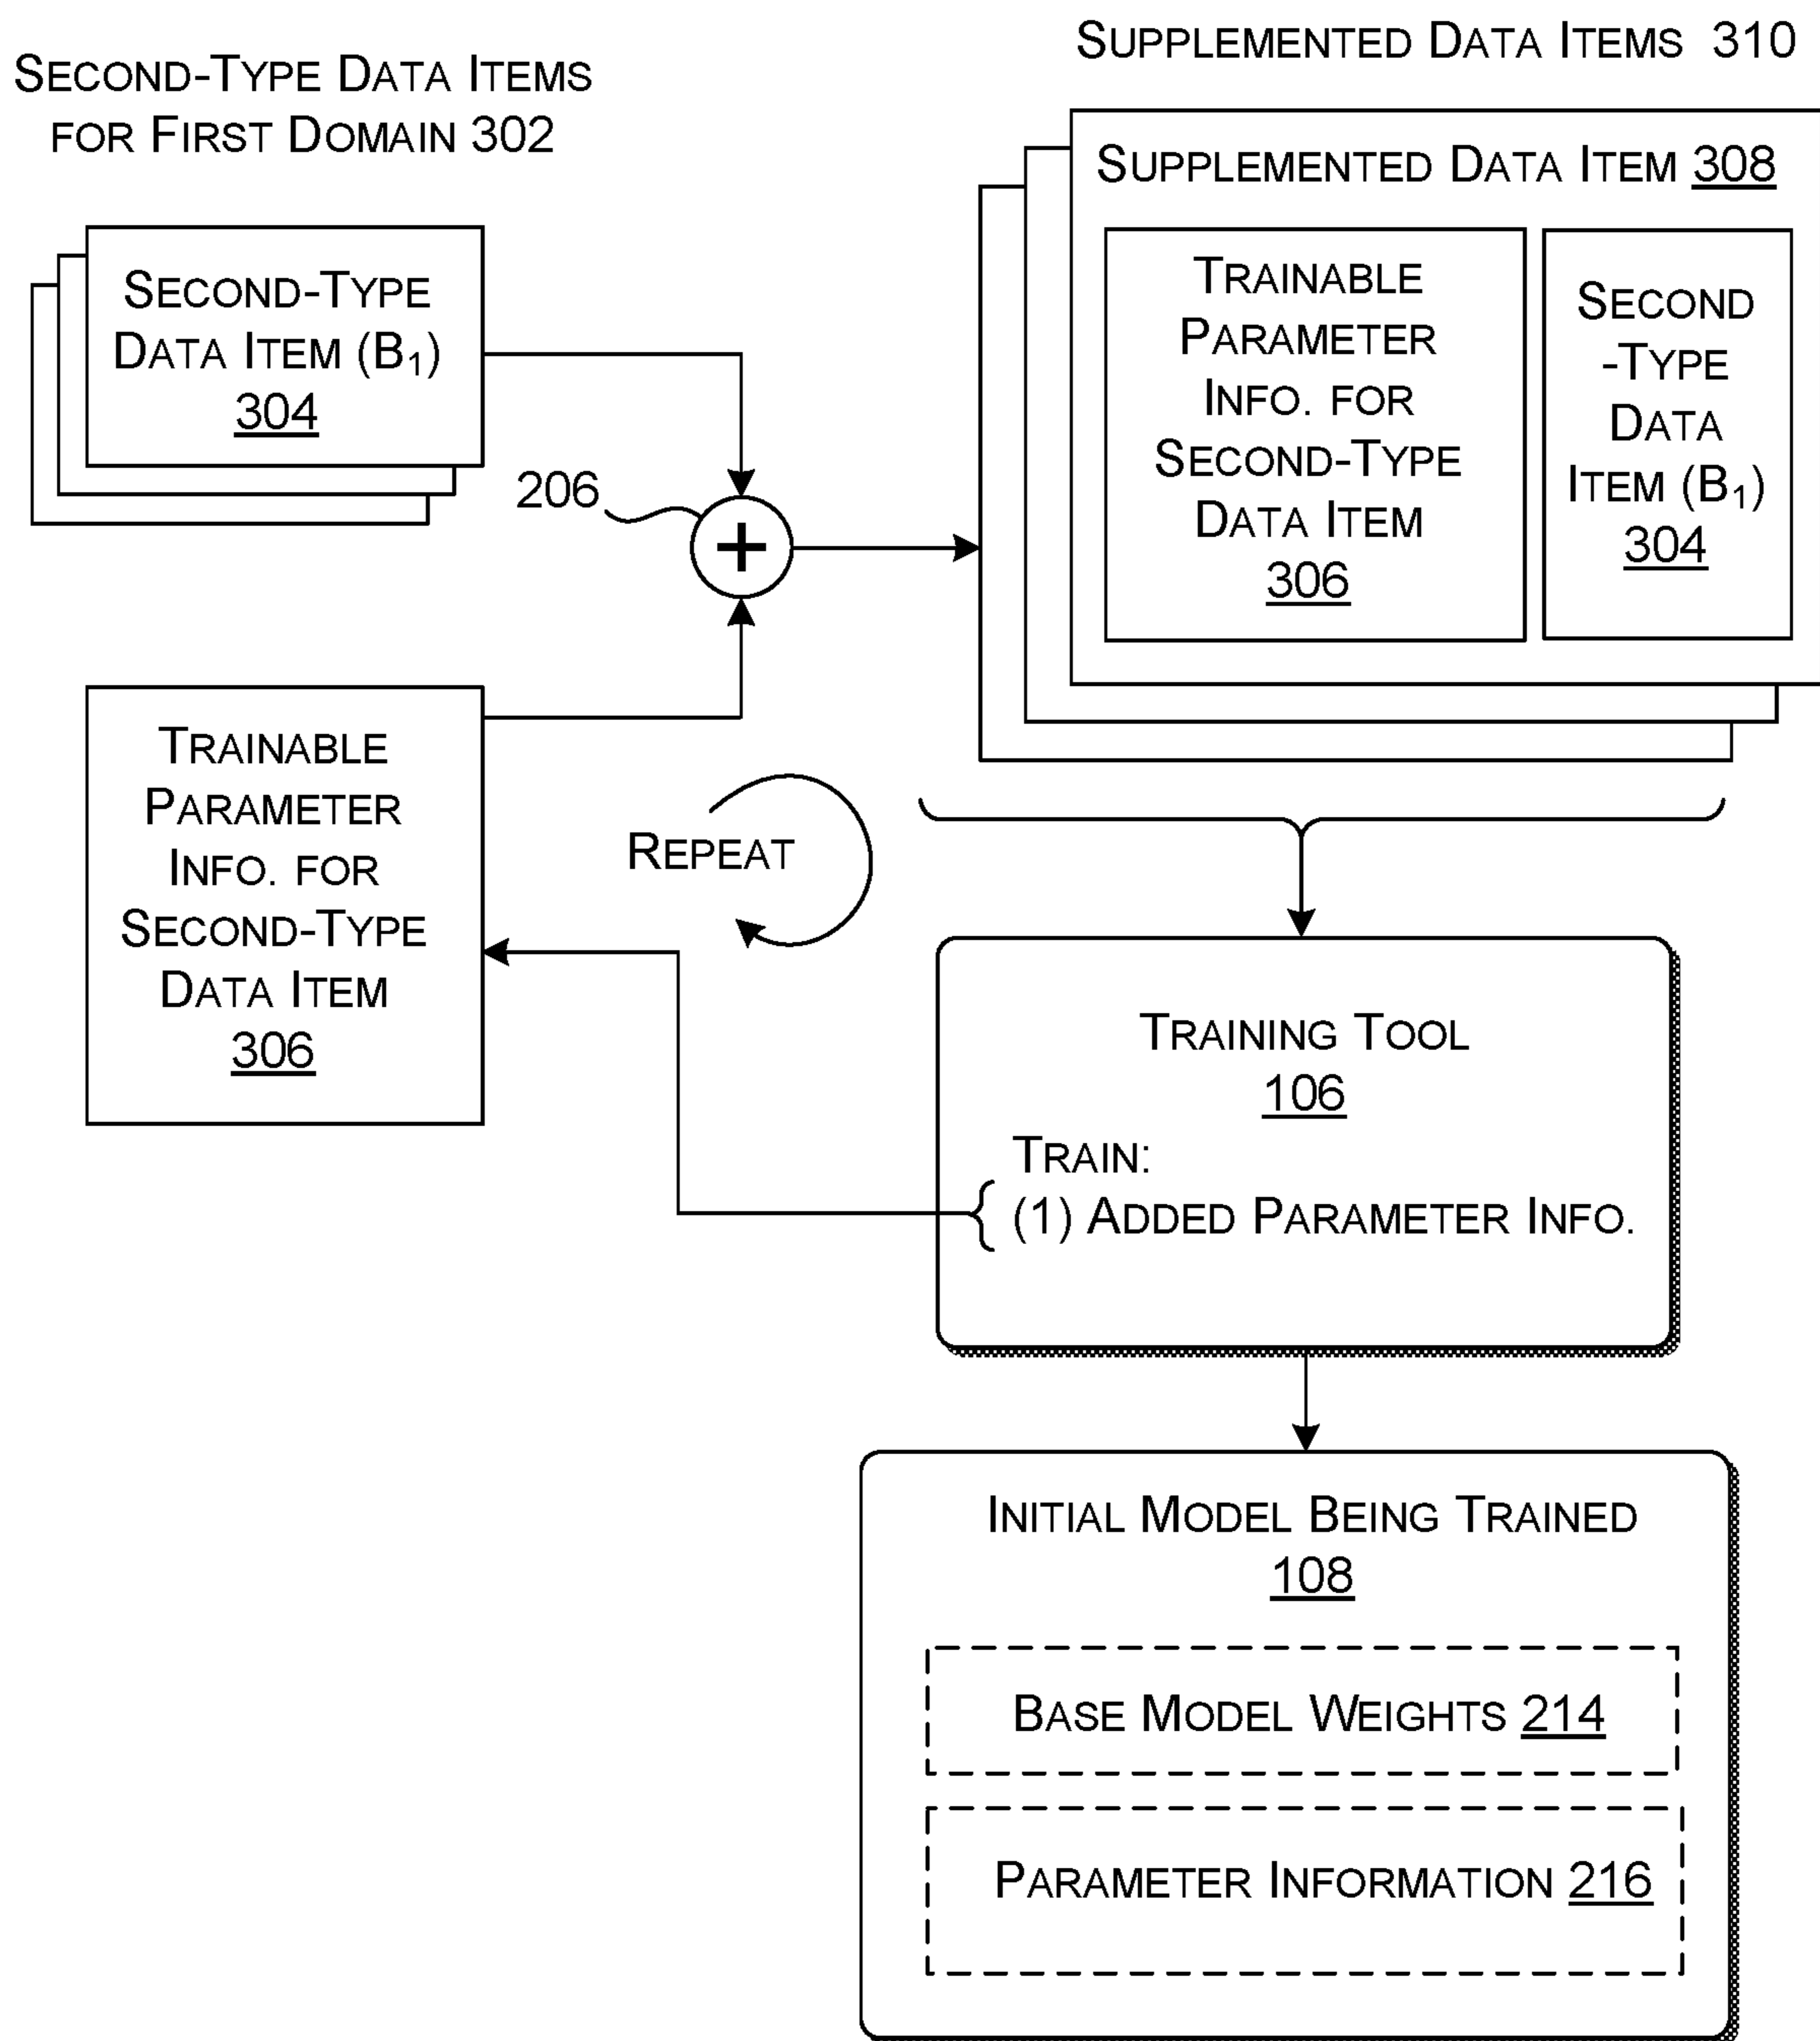 SECOND-TYPE DATA ITEMS
FOR FIRST DOMAIN 302
SUPPLEMENTED DATA ITEMS 310
SECOND-TYPE
DATA ITEM (B₁)
304
206
+
SUPPLEMENTED DATA ITEM 308
TRAINABLE
PARAMETER
INFO. FOR
SECOND-TYPE
DATA ITEM
306
SECOND
-TYPE
DATA
ITEM (B₁)
304
TRAINABLE
PARAMETER
INFO. FOR
SECOND-TYPE
DATA ITEM
306
REPEAT
TRAINING TOOL
106
TRAIN:
(1) ADDED PARAMETER INFO.
INITIAL MODEL BEING TRAINED
108
BASE MODEL WEIGHTS 214
PARAMETER INFORMATION 216